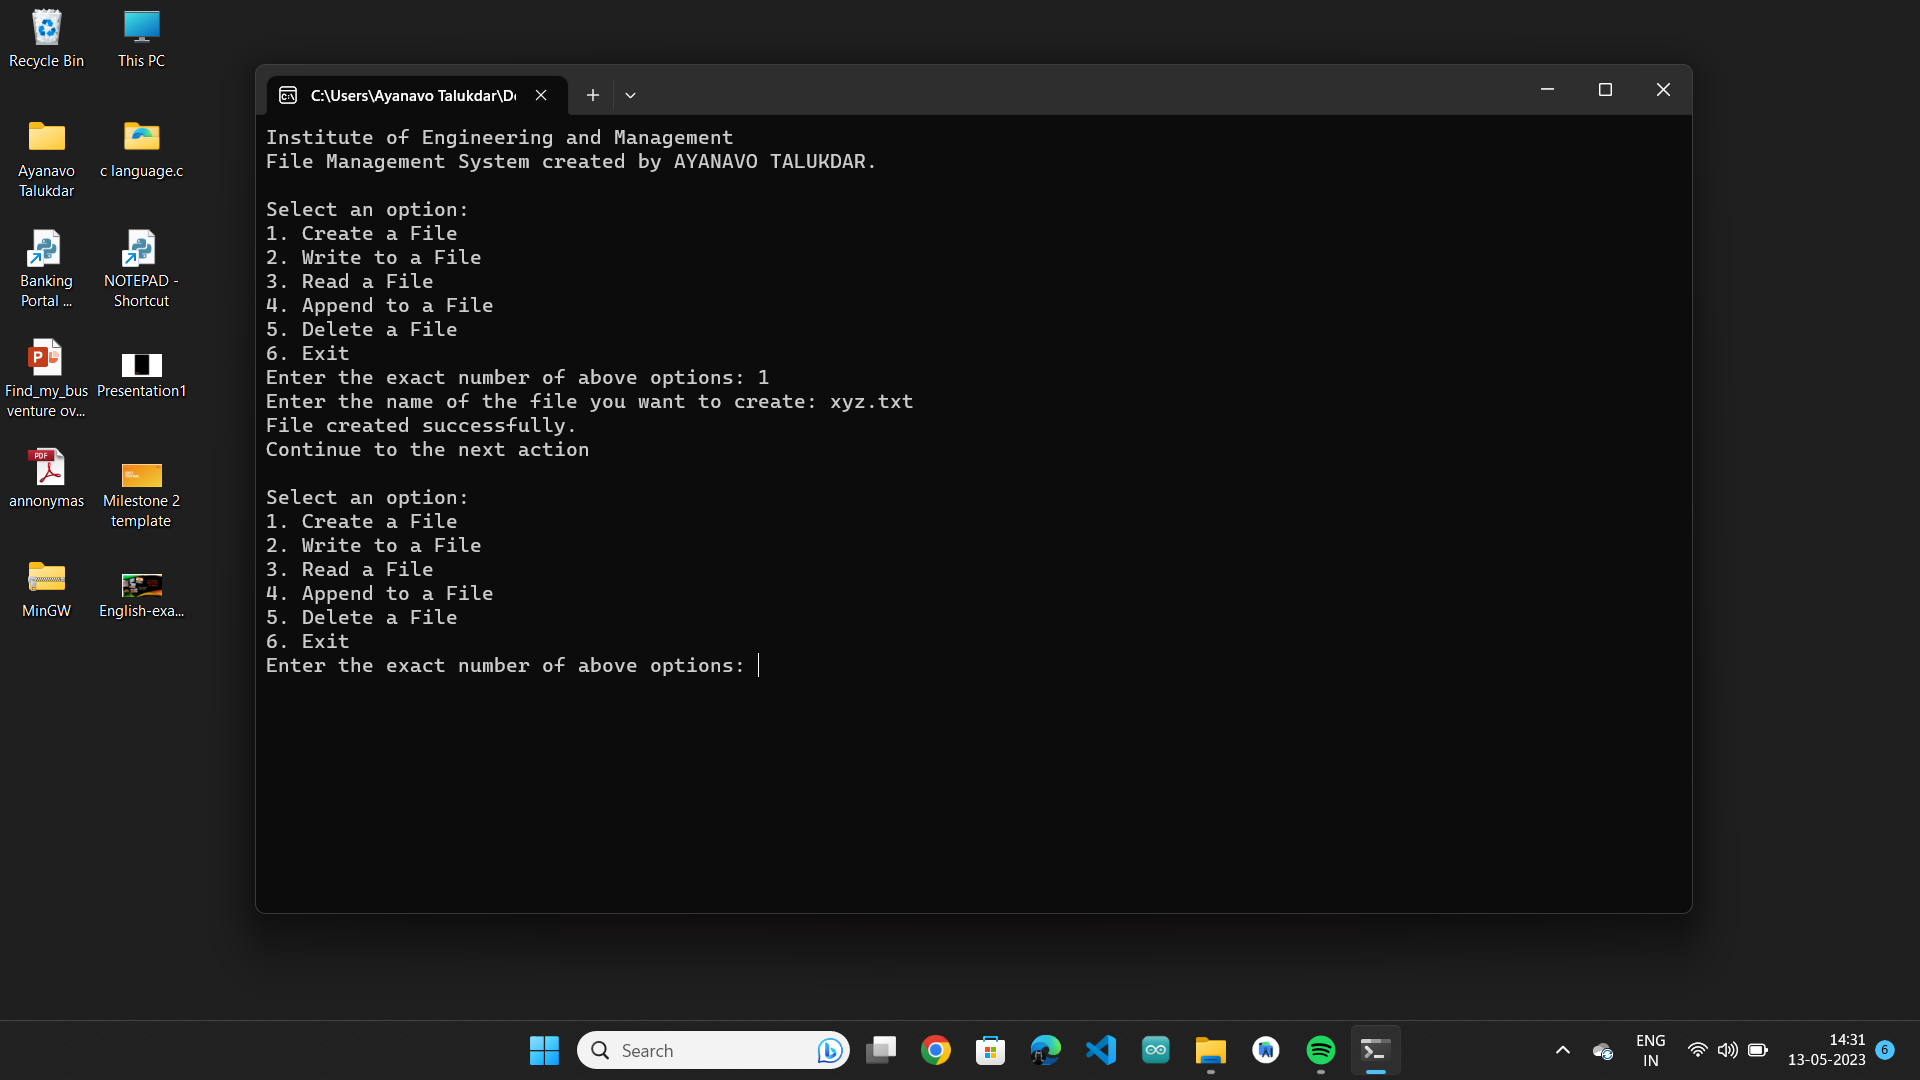 Recycle Bin
This PC
Ayanavo
Talukdar
c language.c
Banking
Portal ...
NOTEPAD -
Shortcut
Find_my_bus
venture ov...
Presentation1
annonymas
Milestone 2
template
MinGW
English-exa...
C:\Users\Ayanavo Talukdar\De
Institute of Engineering and Management
File Management System created by AYANAVO TALUKDAR.
Select an option:
1. Create a File
2. Write to a File
3. Read a File
4. Append to a File
5. Delete a File
6. Exit
Enter the exact number of above options: 1
Enter the name of the file you want to create: xyz.txt
File created successfully.
Continue to the next action
Select an option:
1. Create a File
2. Write to a File
3. Read a File
4. Append to a File
5. Delete a File
6. Exit
Enter the exact number of above options:
Search
ENG
IN
14:31
13-05-2023
6